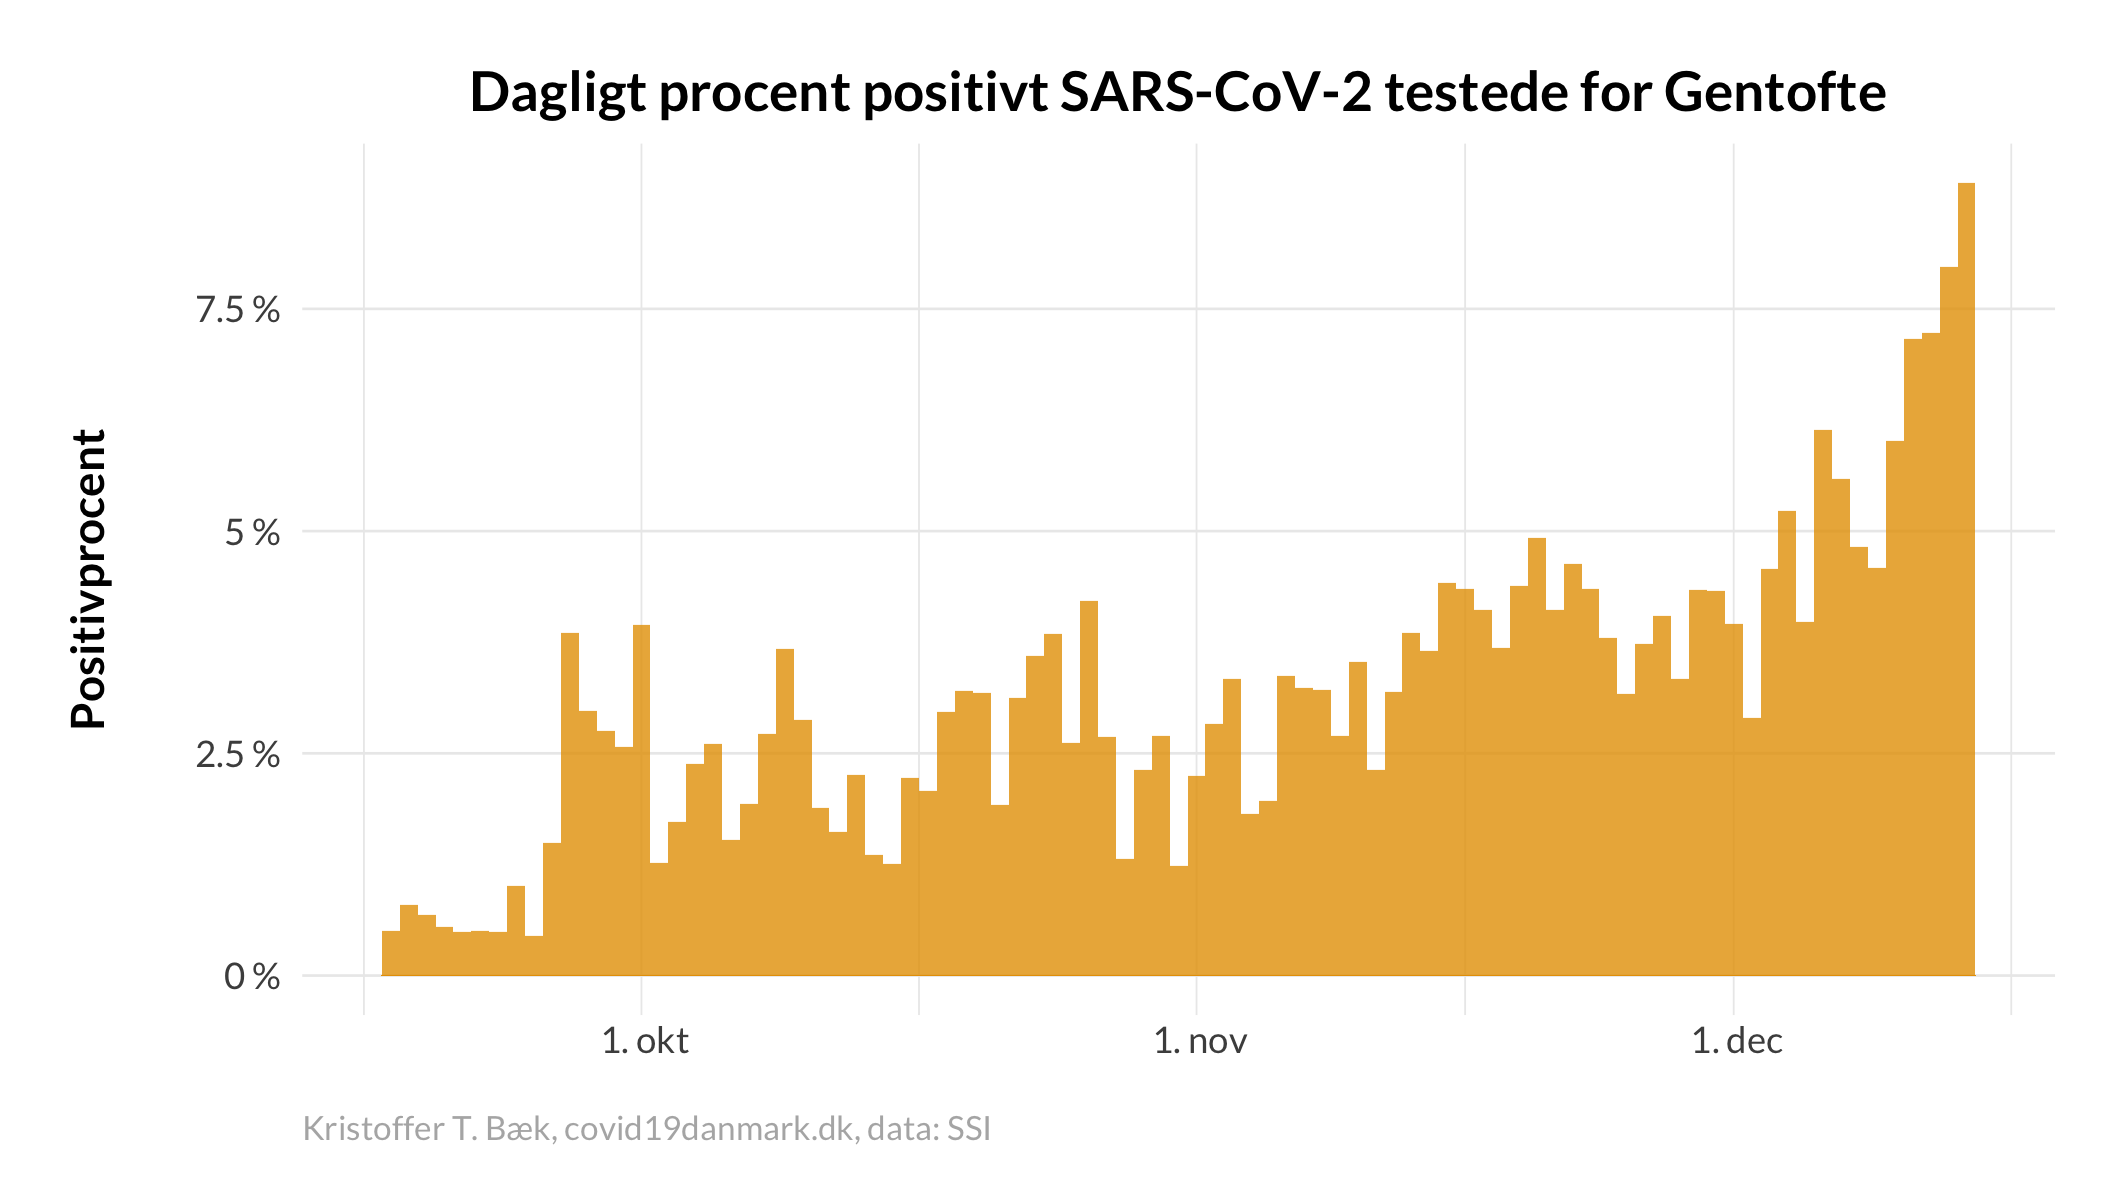 Dagligt procent positivt SARS-CoV-2 testede for Gentofte
Positivprocent
7.5 %
5 %
2.5 %
0 %
1. okt
1. nov
1. dec
Kristoffer T. Bæk, covid19danmark.dk, data: SSI